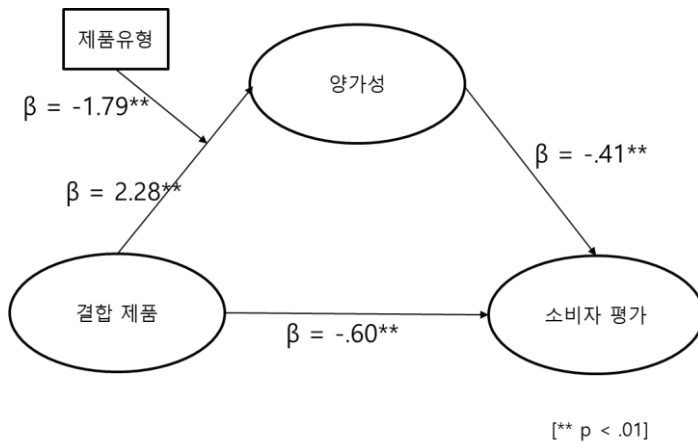 제품유형
양가성
β = -1.79**
β = -.41**
β = 2.28**
결합 제품
소비자 평가
β = -.60**
[** p < .01]